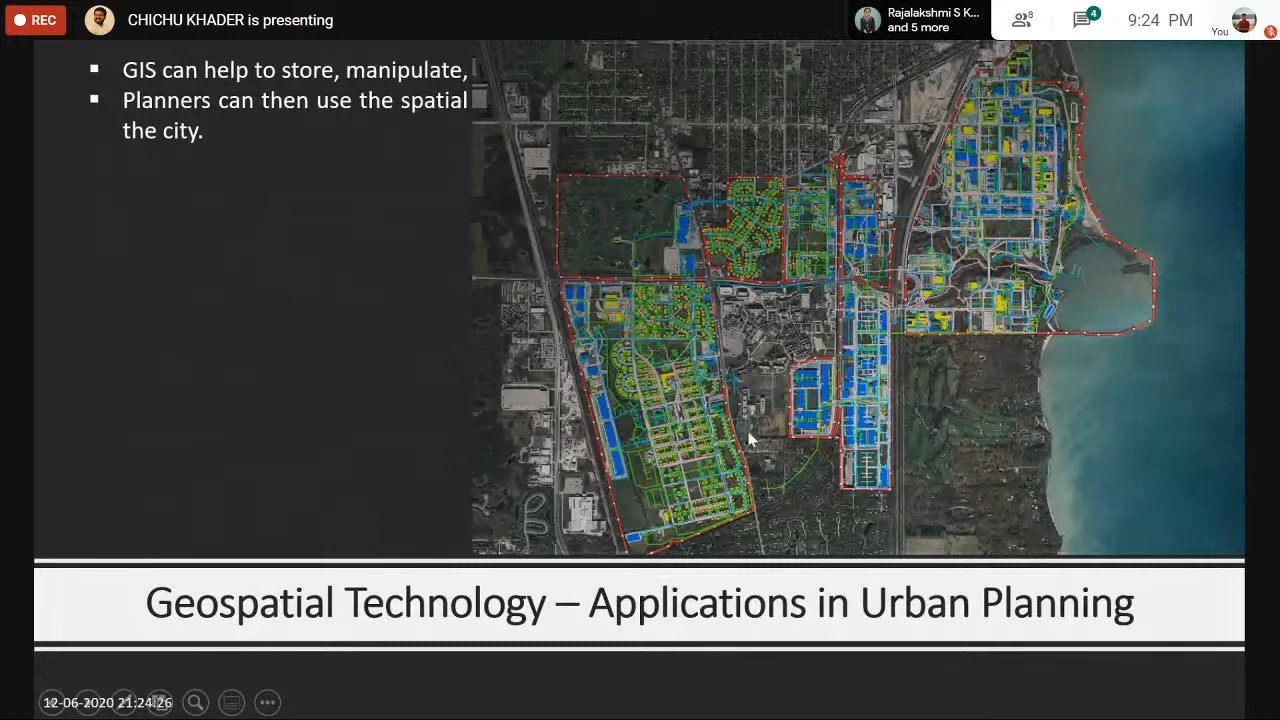 REC
CHICHU KHADER is presenting
Rajalakshmi S K...
and 5 more
8
4
9:24 PM
You
GIS can help to store, manipulate,
Planners can then use the spatial
the city.
Geospatial Technology – Applications in Urban Planning
12-06-2020 21:24:26